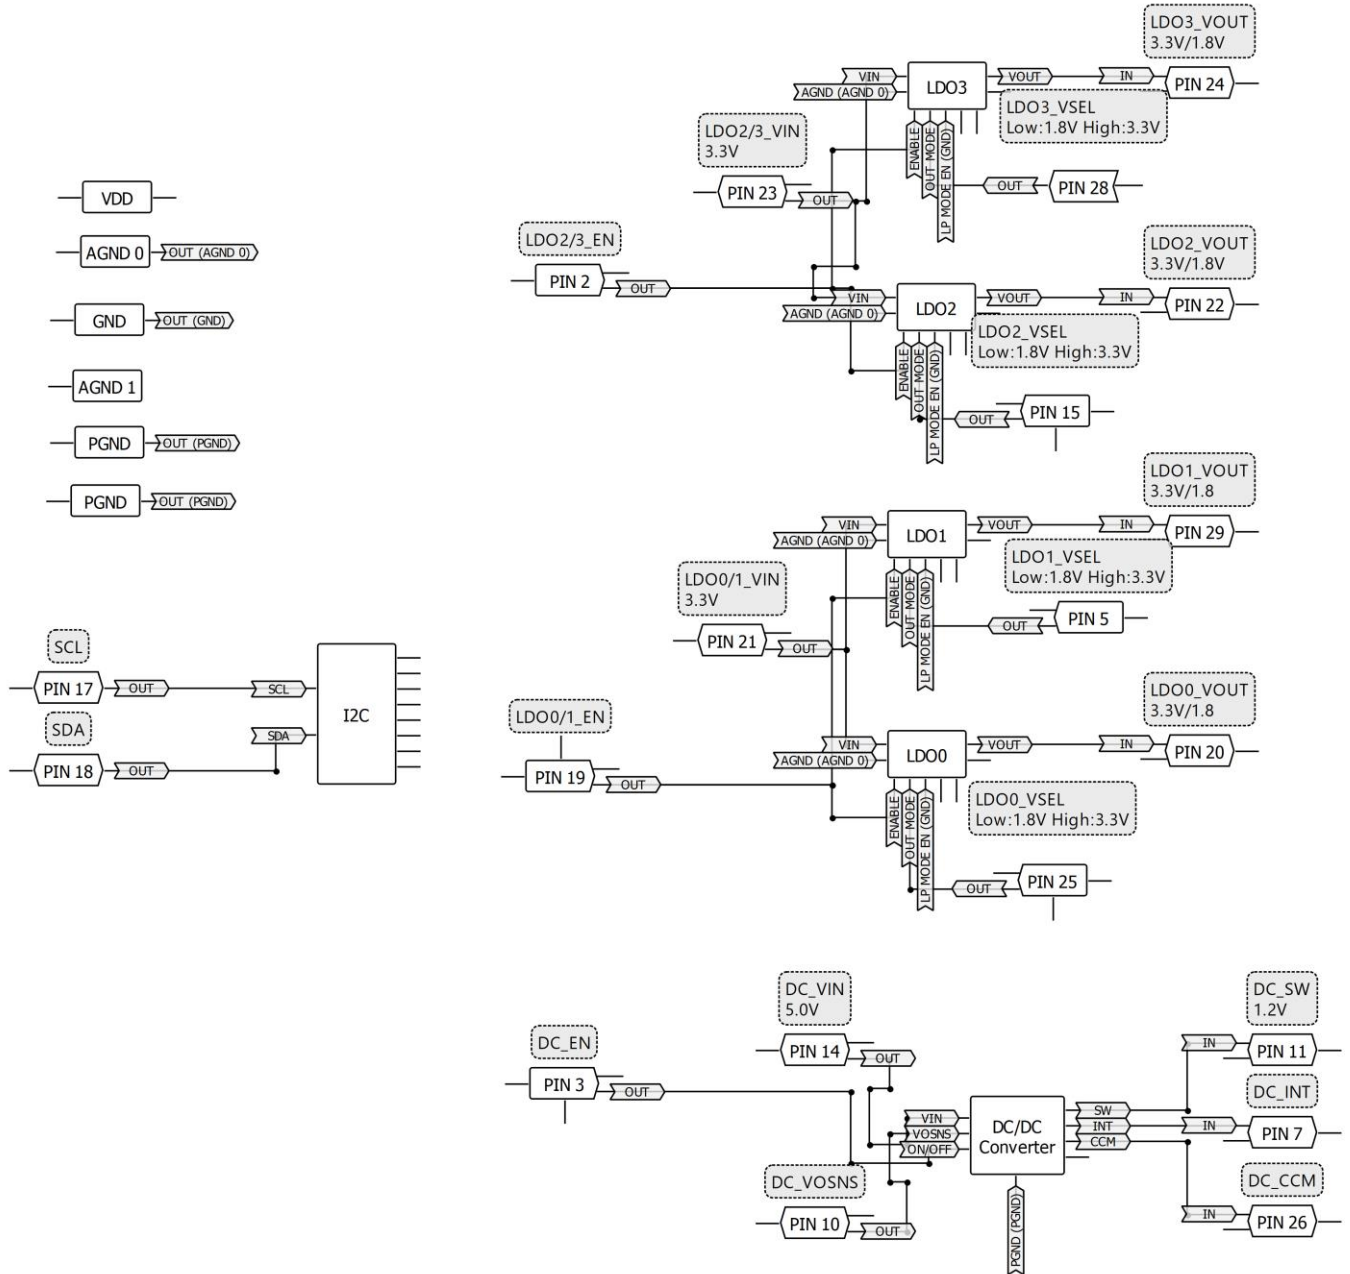 VDD
AGND 0
OUT (AGND 0)
GND
OUT (GND)
AGND 1
PGND
OUT (PGND)
PGND
OUT (PGND)
SCL
PIN 17
OUT
SCL
SDA
PIN 18
OUT
SDA
I2C
LDO3_VOUT
3.3V/1.8V
VIN
AGND (AGND 0)
LDO3
VOUT
IN
PIN 24
LDO3_VSEL
Low:1.8V High:3.3V
LDO2/3_VIN
3.3V
PIN 23
OUT
ENABLE
OUT MODE
LP MODE EN (GND)
OUT
PIN 28
LDO2/3_EN
PIN 2
OUT
LDO2_VOUT
3.3V/1.8V
VIN
AGND (AGND 0)
LDO2
VOUT
IN
PIN 22
LDO2_VSEL
Low:1.8V High:3.3V
ENABLE
OUT MODE
LP MODE EN (GND)
OUT
PIN 15
LDO1_VOUT
3.3V/1.8
VIN
AGND (AGND 0)
LDO1
VOUT
IN
PIN 29
LDO1_VSEL
Low:1.8V High:3.3V
LDO0/1_VIN
3.3V
PIN 21
OUT
ENABLE
OUT MODE
LP MODE EN (GND)
OUT
PIN 5
LDO0/1_EN
PIN 19
OUT
LDO0_VOUT
3.3V/1.8
VIN
AGND (AGND 0)
LDO0
VOUT
IN
PIN 20
LDO0_VSEL
Low:1.8V High:3.3V
ENABLE
OUT MODE
LP MODE EN (GND)
OUT
PIN 25
DC_VIN
5.0V
PIN 14
OUT
DC_EN
PIN 3
OUT
DC_SW
1.2V
IN
PIN 11
DC_INT
VIN
VOSNS
ON/OFF
DC/DC
Converter
SW
INT
CCM
IN
PIN 7
DC_VOSNS
PIN 10
OUT
PGND (PGND)
DC_CCM
IN
PIN 26